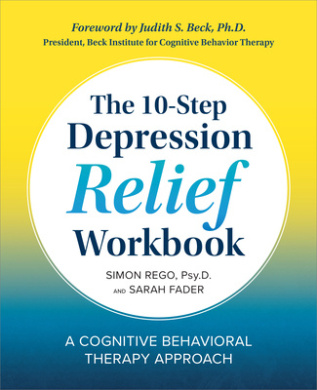 Foreword by Judith S. Beck, Ph.D.
President, Beck Institute for Cognitive Behavior Therapy
The 10-Step
Depression
Relief
Workbook
SIMON REGO, Psy.D.
AND SARAH FADER
A COGNITIVE BEHAVIORAL
THERAPY APPROACH